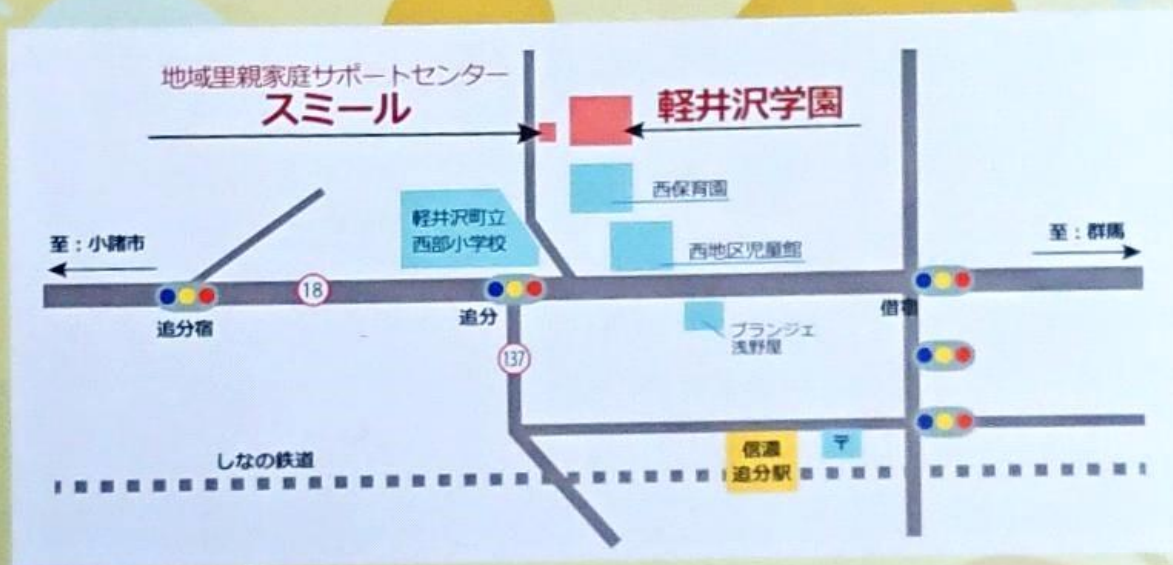 地域里親家庭サポートセンター
スミール
軽井沢学園
西保育園
軽井沢町立
西部小学校
西地区児童館
至：小諸市
至：群馬
18
追分宿
追分
借宿
ブランジェ
浅野屋
137
信濃
追分駅
〒
しなの鉄道